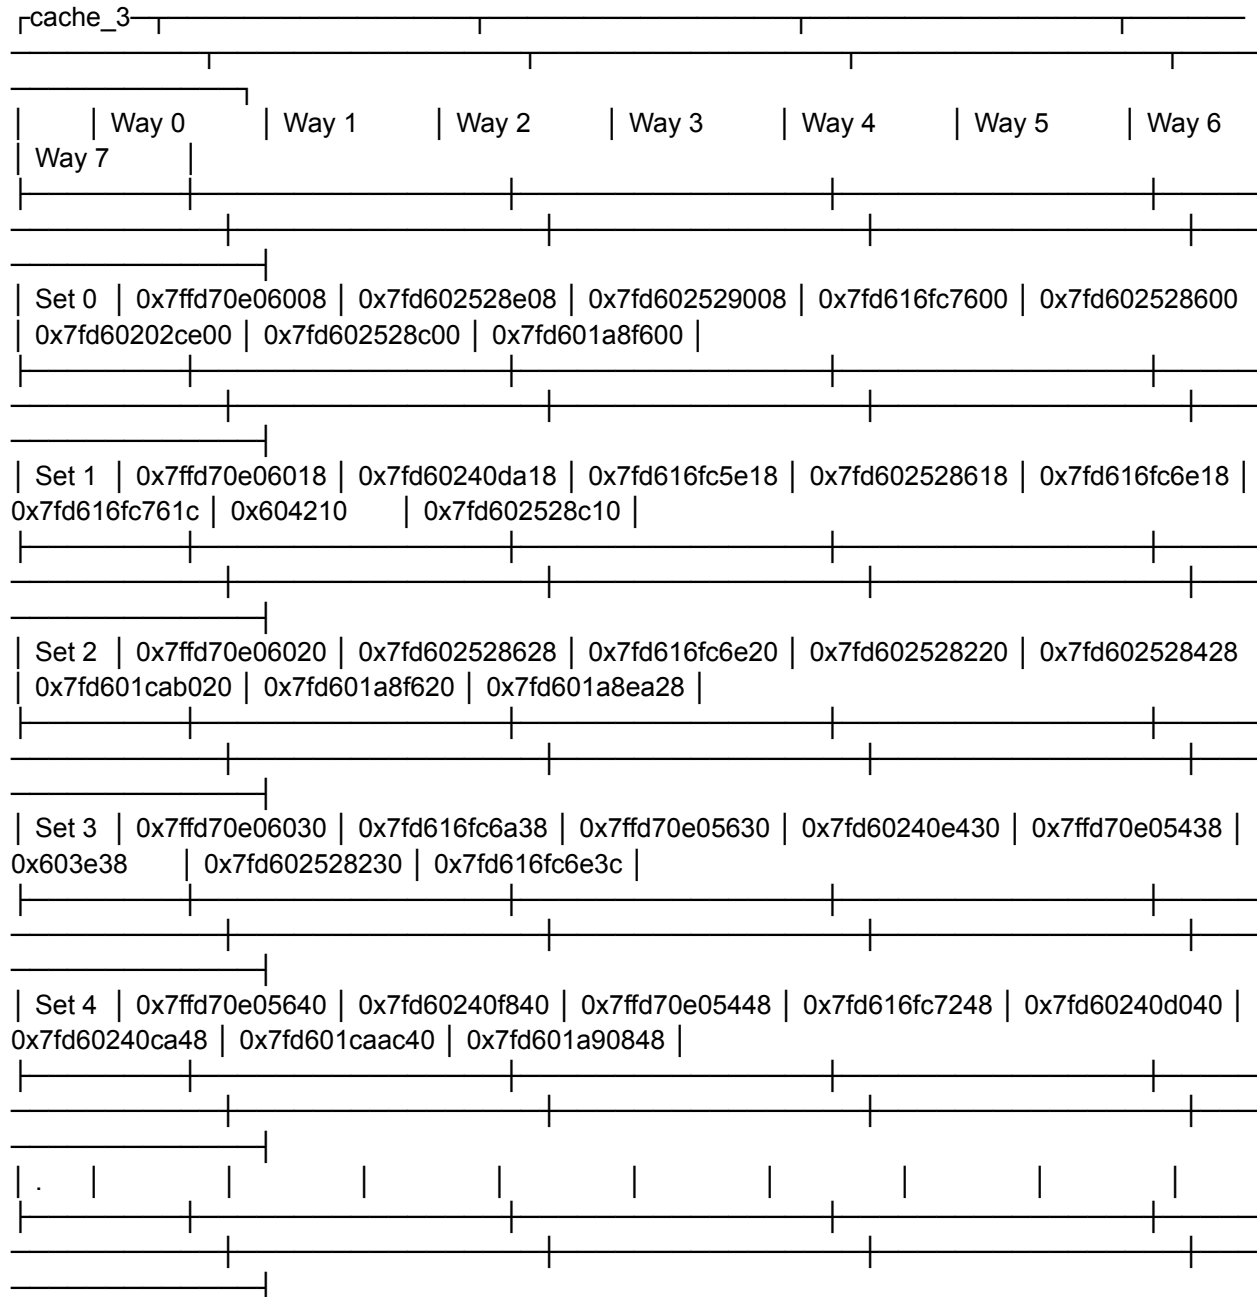 cache_3
│ │ Way 0 │ Way 1 │ Way 2 │ Way 3 │ Way 4 │ Way 5 │ Way 6
│ Way 7 │
│ Set 0 │ 0x7ffd70e06008 │ 0x7fd602528e08 │ 0x7fd602529008 │ 0x7fd616fc7600 │ 0x7fd602528600
│ 0x7fd60202ce00 │ 0x7fd602528c00 │ 0x7fd601a8f600 │
│ Set 1 │ 0x7ffd70e06018 │ 0x7fd60240da18 │ 0x7fd616fc5e18 │ 0x7fd602528618 │ 0x7fd616fc6e18 │
0x7fd616fc761c │ 0x604210 │ 0x7fd602528c10 │
│ Set 2 │ 0x7ffd70e06020 │ 0x7fd602528628 │ 0x7fd616fc6e20 │ 0x7fd602528220 │ 0x7fd602528428
│ 0x7fd601cab020 │ 0x7fd601a8f620 │ 0x7fd601a8ea28 │
│ Set 3 │ 0x7ffd70e06030 │ 0x7fd616fc6a38 │ 0x7ffd70e05630 │ 0x7fd60240e430 │ 0x7ffd70e05438 │
0x603e38 │ 0x7fd602528230 │ 0x7fd616fc6e3c │
│ Set 4 │ 0x7ffd70e05640 │ 0x7fd60240f840 │ 0x7ffd70e05448 │ 0x7fd616fc7248 │ 0x7fd60240d040 │
0x7fd60240ca48 │ 0x7fd601caac40 │ 0x7fd601a90848 │
│ . │ │ │ │ │ │ │ │ │